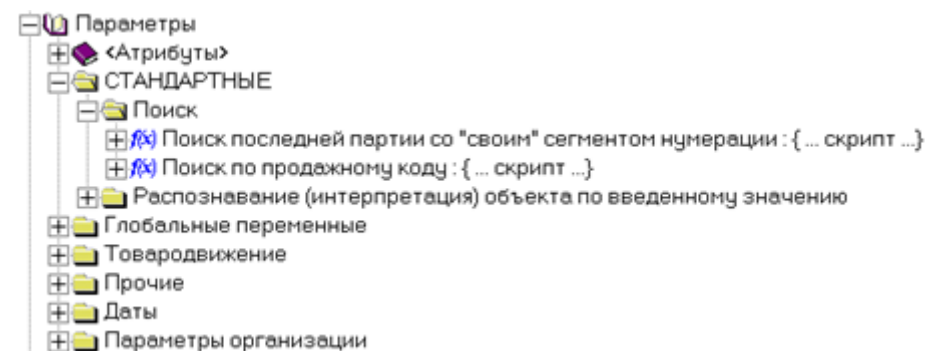 Параметры
<Атрибуты>
СТАНДАРТНЫЕ
Поиск
f(x) Поиск последней партии со "своим" сегментом нумерации : { ... скрипт ...}
f(x) Поиск по продажному коду : { ... скрипт ...}
Распознавание (интерпретация) объекта по введенному значению
Глобальные переменные
Товародвижение
Прочие
Даты
Параметры организации